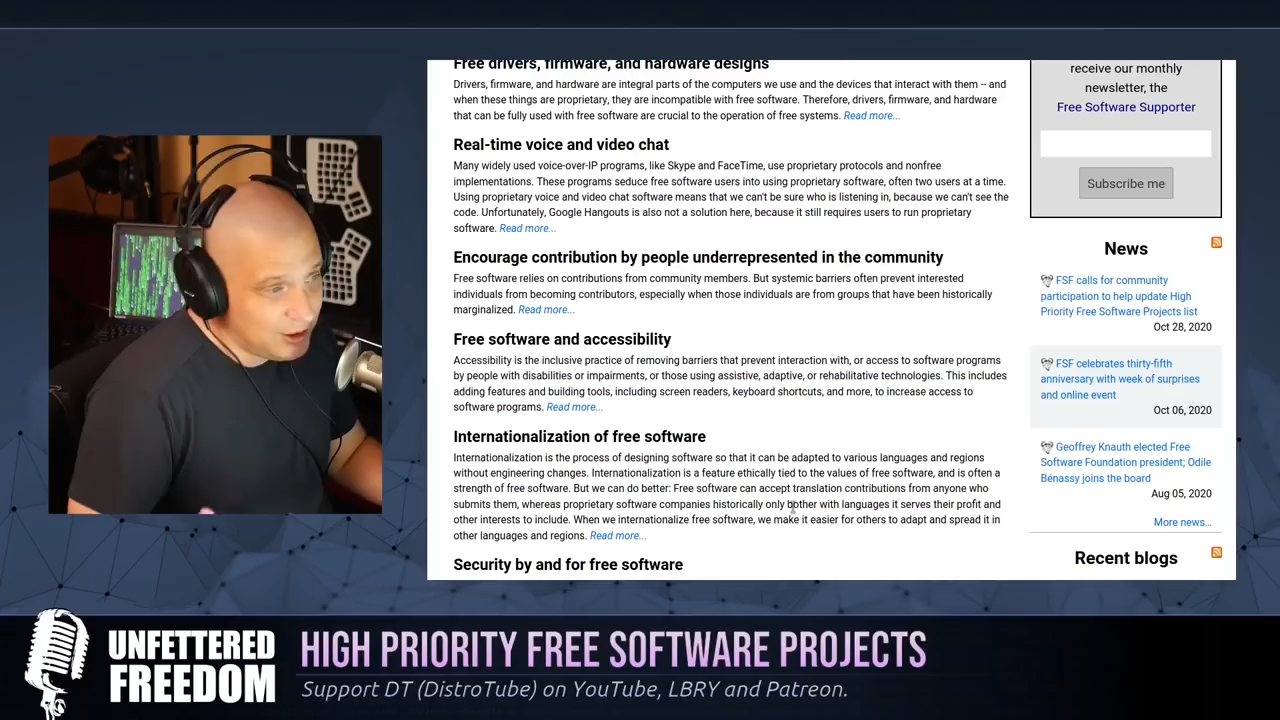 Free drivers, firmware, and hardware designs
Drivers, firmware, and hardware are integral parts of the computers we use and the devices that interact with them -- and
when these things are proprietary, they are incompatible with free software. Therefore, drivers, firmware, and hardware
that can be fully used with free software are crucial to the operation of free systems. Read more...
Real-time voice and video chat
Many widely used voice-over-IP programs, like Skype and FaceTime, use proprietary protocols and nonfree
implementations. These programs seduce free software users into using proprietary software, often two users at a time.
Using proprietary voice and video chat software means that we can't be sure who is listening in, because we can't see the
code. Unfortunately, Google Hangouts is also not a solution here, because it still requires users to run proprietary
software. Read more...
Encourage contribution by people underrepresented in the community
Free software relies on contributions from community members. But systemic barriers often prevent interested
individuals from becoming contributors, especially when those individuals are from groups that have been historically
marginalized. Read more...
Free software and accessibility
Accessibility is the inclusive practice of removing barriers that prevent interaction with, or access to software programs
by people with disabilities or impairments, or those using assistive, adaptive, or rehabilitative technologies. This includes
adding features and building tools, including screen readers, keyboard shortcuts, and more, to increase access to
software programs. Read more...
Internationalization of free software
Internationalization is the process of designing software so that it can be adapted to various languages and regions
without engineering changes. Internationalization is a feature ethically tied to the values of free software, and is often a
strength of free software. But we can do better: Free software can accept translation contributions from anyone who
submits them, whereas proprietary software companies historically only bother with languages it serves their profit and
other interests to include. When we internationalize free software, we make it easier for others to adapt and spread it in
other languages and regions. Read more...
Security by and for free software
receive our monthly
newsletter, the
Free Software Supporter
Subscribe me
News
FSF calls for community
participation to help update High
Priority Free Software Projects list
Oct 28, 2020
FSF celebrates thirty-fifth
anniversary with week of surprises
and online event
Oct 06, 2020
Geoffrey Knauth elected Free
Software Foundation president; Odile
Bénassy joins the board
Aug 05, 2020
More news...
Recent blogs
UNFETTERED
FREEDOM
HIGH PRIORITY FREE SOFTWARE PROJECTS
Support DT (DistroTube) on YouTube, LBRY and Patreon.